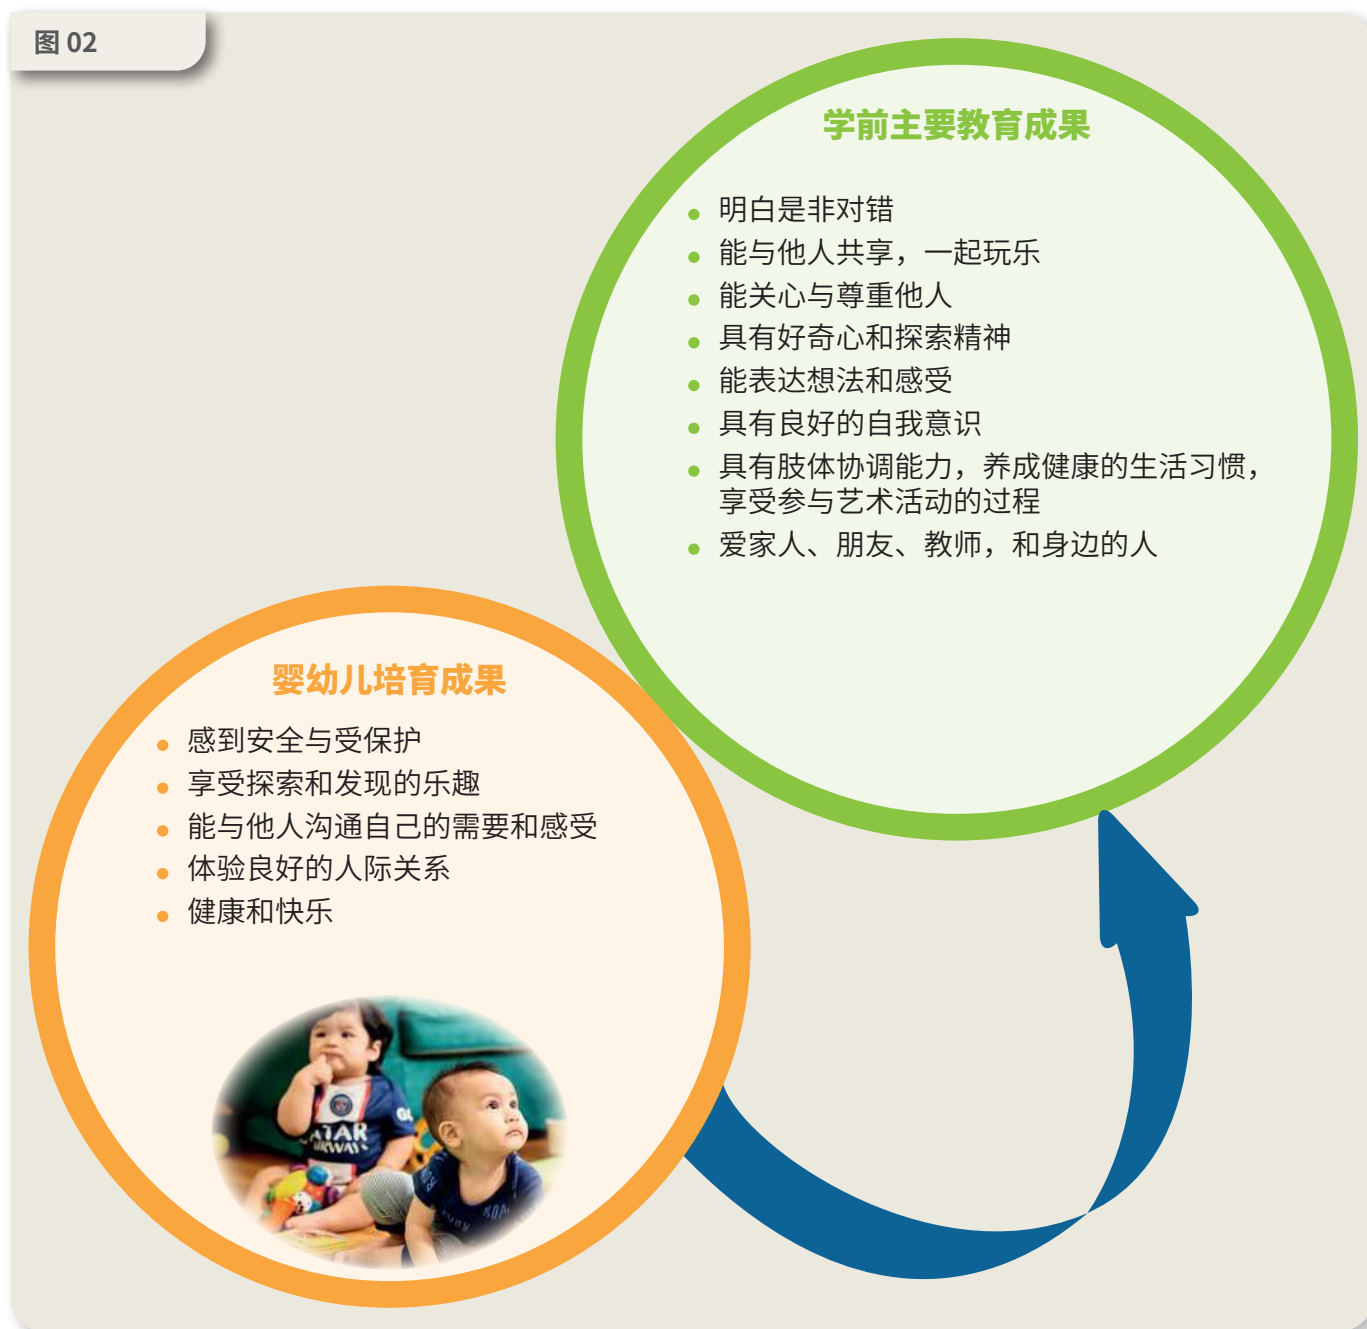 图 02
学前主要教育成果
● 明白是非对错
● 能与他人共享，一起玩乐
● 能关心与尊重他人
● 具有好奇心和探索精神
● 能表达想法和感受
● 具有良好的自我意识
● 具有肢体协调能力，养成健康的生活习惯，
享受参与艺术活动的过程
● 爱家人、朋友、教师，和身边的人
婴幼儿培育成果
● 感到安全与受保护
● 享受探索和发现的乐趣
● 能与他人沟通自己的需要和感受
● 体验良好的人际关系
● 健康和快乐